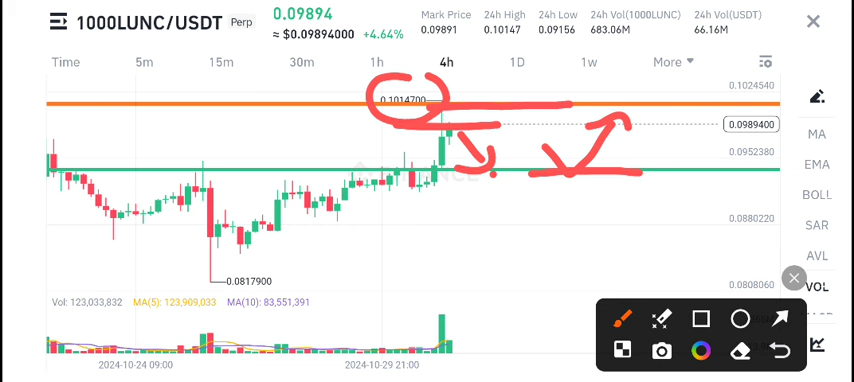 1000LUNC/USDT Perp
0.09894
≈ $0.09894000 +4.64%
Mark Price
0.09891
24h High
0.10147
24h Low
0.09156
24h Vol(1000LUNC)
683.06M
24h Vol(USDT)
66.16M
Time 5m 15m 30m 1h 4h 1D 1w More
0.1014700
0.1024540
0.0989400
0.0952380
0.0880220
0.0817900
0.0808060
MA
EMA
BOLL
SAR
AVL
VOL
Vol: 123,033,832 MA(5): 123,909,033 MA(10): 83,551,391
2024-10-24 09:00 2024-10-29 21:00